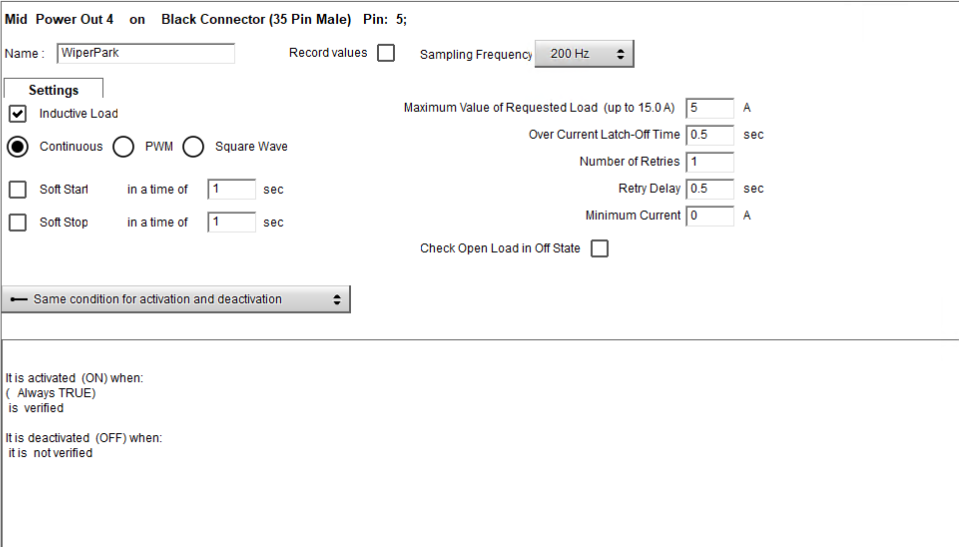 Mid Power Out 4 on Black Connector (35 Pin Male) Pin: 5;
Name : WiperPark Record values Sampling Frequency 200 Hz
Settings
Inductive Load Maximum Value of Requested Load (up to 15.0 A) 5 A
Over Current Latch-Off Time 0.5 sec
Continuous PWM Square Wave
Number of Retries 1
Soft Start in a time of 1 sec Retry Delay 0.5 sec
Soft Stop in a time of 1 sec Minimum Current 0 A
Check Open Load in Off State
Same condition for activation and deactivation
It is activated (ON) when:
( Always TRUE)
is verified
It is deactivated (OFF) when:
it is not verified